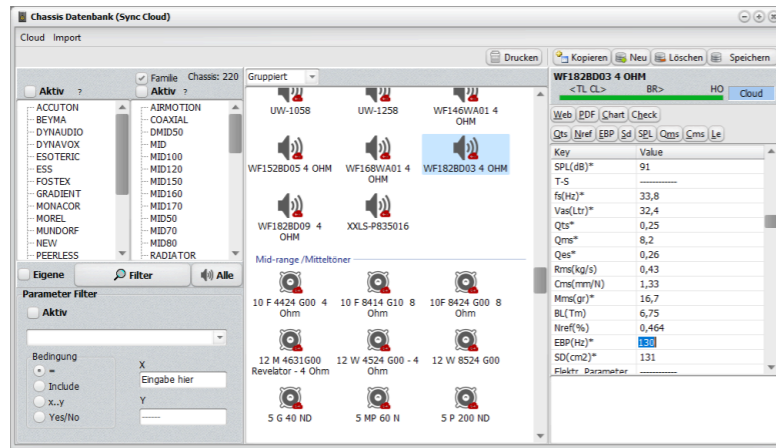 Chassis Datenbank (Sync Cloud)
Cloud Import
Drucken
Kopieren Neu Löschen Speichern
Familie Chassis: 220
Aktiv ? Aktiv ?
Gruppiert
WF182BD03 4 OHM
<TL CL> BR> HO
Cloud
Web PDF Chart Check
Qts Nref EBP Sd SPL Qms Cms Le
ACCUTON
BEYMA
DYNAUDIO
DYNAVOX
ESOTERIC
ESS
FOSTEX
GRADIENT
MONACOR
MOREL
MUNDORF
NEW
PEERLESS
AIRMOTION
COAXIAL
DMID50
MID
MID100
MID120
MID150
MID160
MID170
MID50
MID70
MID80
RADIATOR
Eigene Filter Alle
Parameter Filter
Aktiv
Bedingung
=
Include
x..y
Yes/No
X
Eingabe hier
Y
------
UW-1058 UW-1258 WF146WA01 4
OHM
WF152BD05 4 OHM WF168WA01 4 WF182BD03 4 OHM
OHM
WF182BD09 4 XXLS-P835016
OHM
Mid-range /Mitteltöner
10 F 4424 G00 4 10 F 8414 G10 8 10F 8424 G00 8
Ohm Ohm Ohm
12 M 4631G00 12 W 4524 G00 - 4 12 W 8524 G00
Revelator - 4 Ohm Ohm
5 G 40 ND 5 MP 60 N 5 P 200 ND
Key Value
SPL(dB)* 91
T-S ------------
fs(Hz)* 33,8
Vas(Ltr)* 32,4
Qts* 0,25
Qms* 8,2
Qes* 0,26
Rms(kg/s) 0,43
Cms(mm/N) 1,33
Mms(gr)* 16,7
BL(Tm) 6,75
Nref(%) 0,464
EBP(Hz)* 130
SD(cm2)* 131
Elektr. Parameter ------------